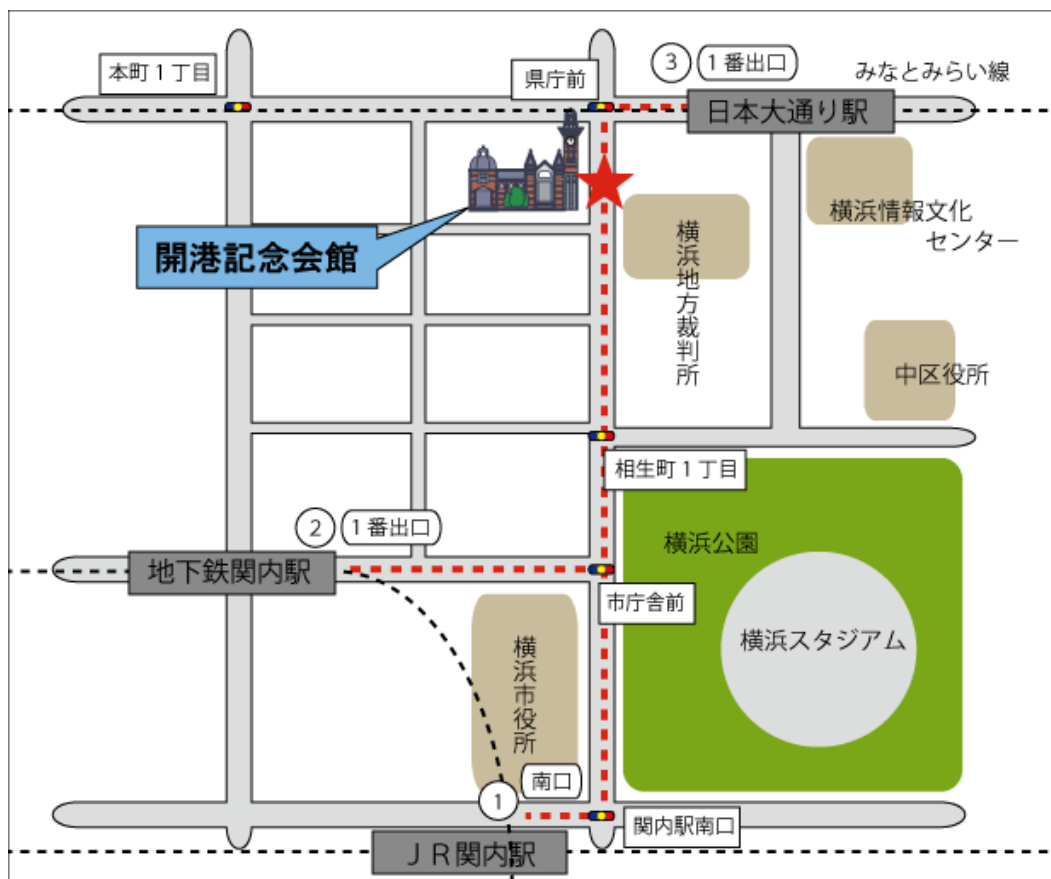 本町1丁目
県庁前
③ 1番出口
みなとみらい線
日本大通り駅
横浜情報文化
センター
開港記念会館
横浜地方裁判所
中区役所
相生町1丁目
② 1番出口
地下鉄関内駅
横浜公園
市庁舎前
横浜スタジアム
横浜市役所
南口
①
関内駅南口
JR関内駅